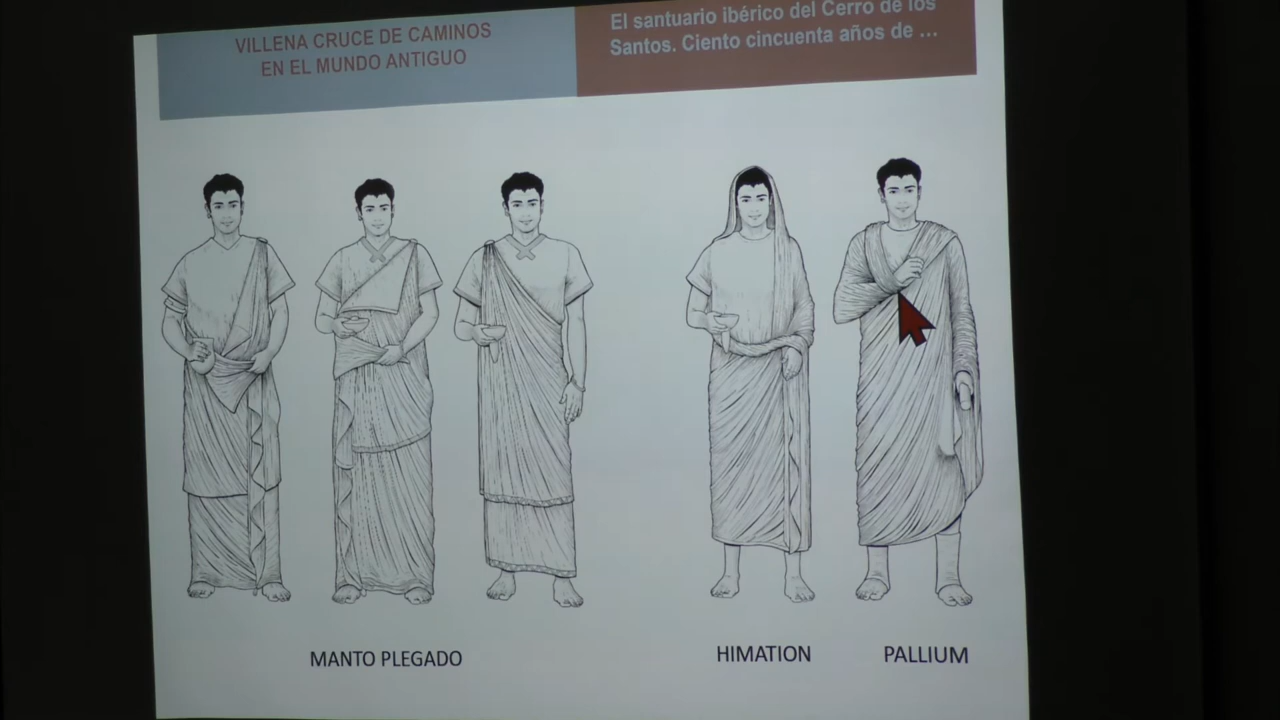 VILLENA CRUCE DE CAMINOS
EN EL MUNDO ANTIGUO
El santuario ibérico del Cerro de los
Santos. Ciento cincuenta años de ...
MANTO PLEGADO
HIMATION
PALLIUM